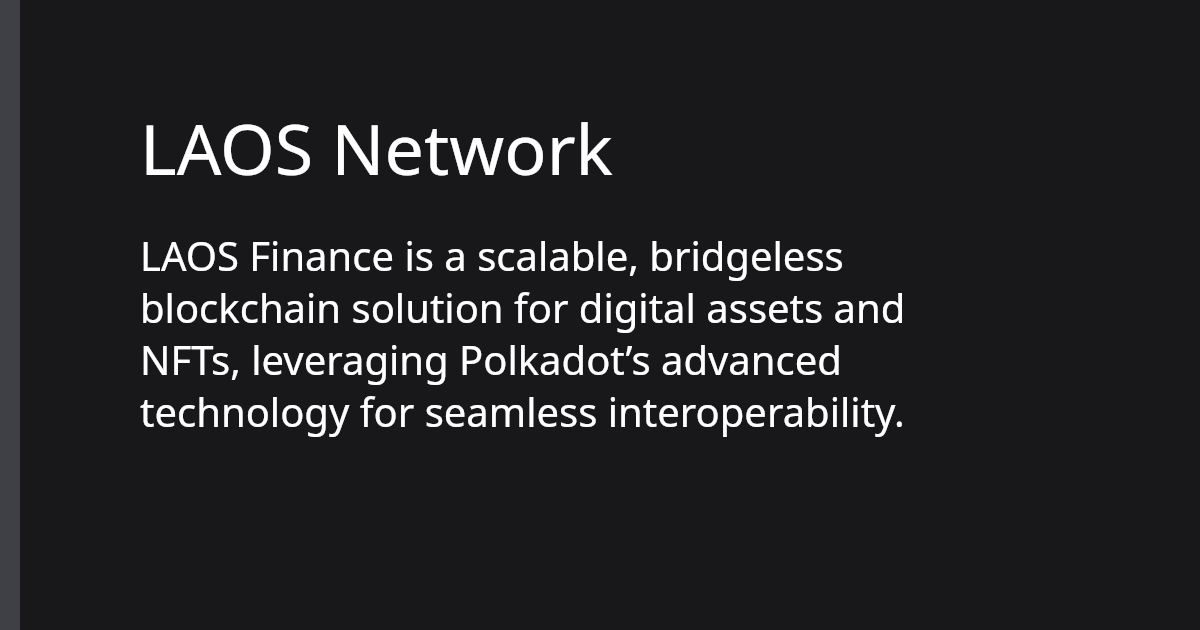 LAOS Network
LAOS Finance is a scalable, bridgeless
blockchain solution for digital assets and
NFTs, leveraging Polkadot’s advanced
technology for seamless interoperability.